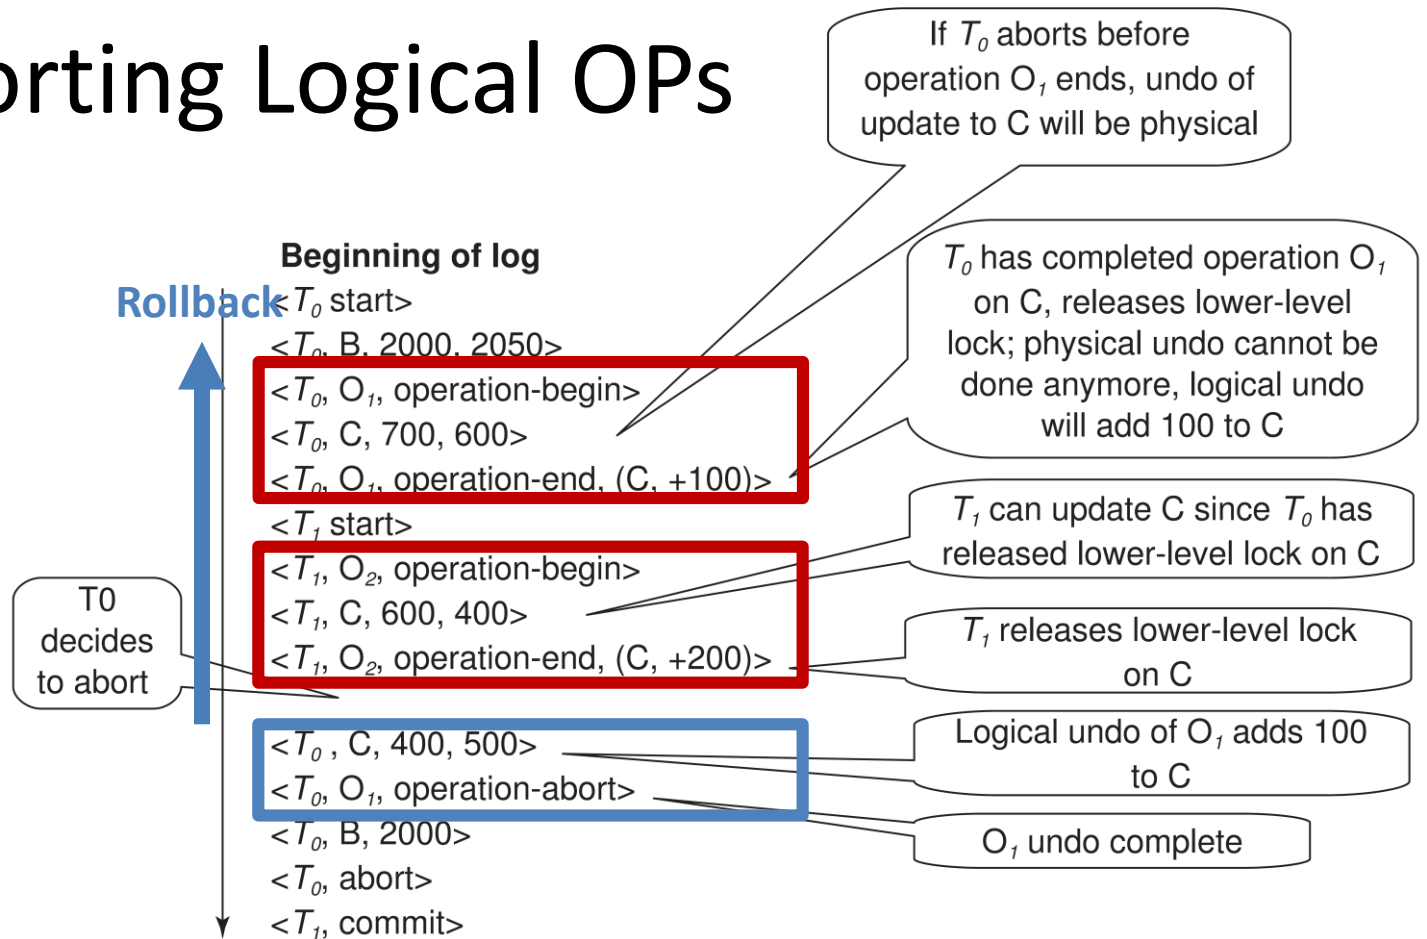 orting Logical OPs
If T0 aborts before
operation O1 ends, undo of
update to C will be physical
Beginning of log
Rollback
<T0 start>
<T0, B, 2000, 2050>
<T0, O1, operation-begin>
<T0, C, 700, 600>
<T0, O1, operation-end, (C, +100)>
<T1 start>
<T1, O2, operation-begin>
<T1, C, 600, 400>
<T1, O2, operation-end, (C, +200)>
T0
decides
to abort
<T0 , C, 400, 500>
<T0, O1, operation-abort>
<T0, B, 2000>
<T0, abort>
<T1, commit>
T0 has completed operation O1
on C, releases lower-level
lock; physical undo cannot be
done anymore, logical undo
will add 100 to C
T1 can update C since T0 has
released lower-level lock on C
T1 releases lower-level lock
on C
Logical undo of O1 adds 100
to C
O1 undo complete